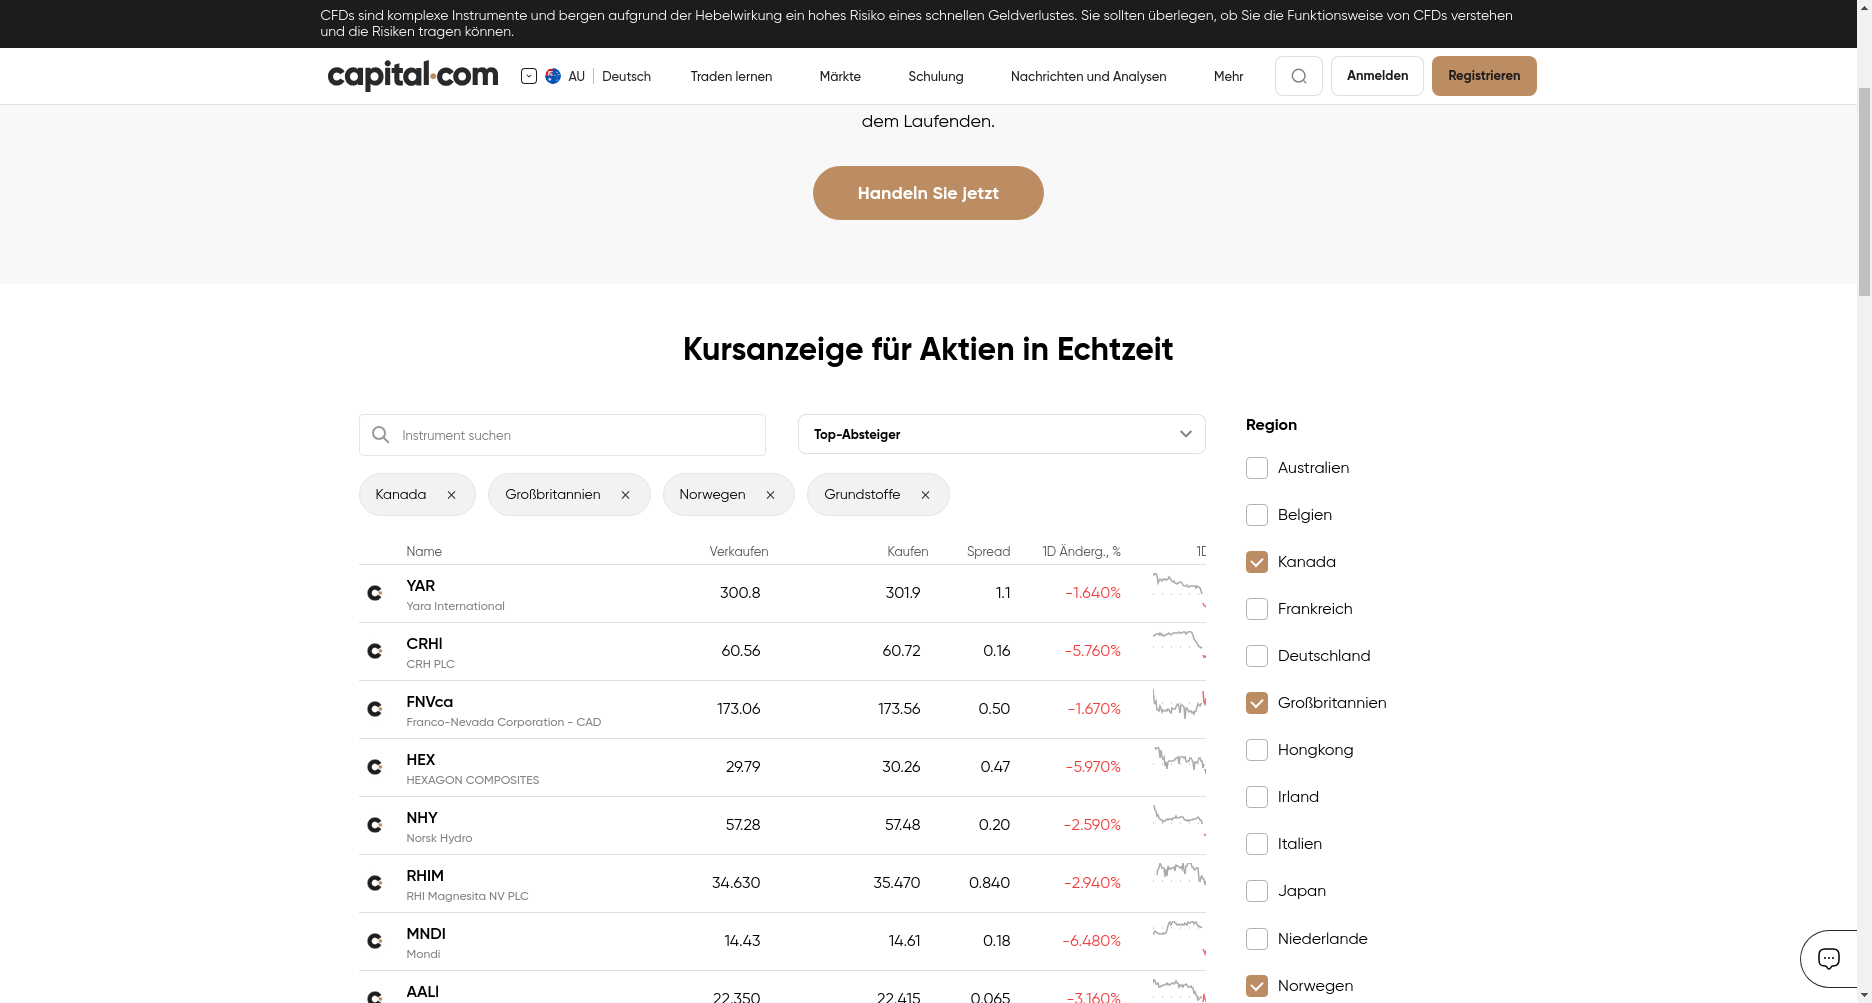 CFDs sind komplexe Instrumente und bergen aufgrund der Hebelwirkung ein hohes Risiko eines schnellen Geldverlustes. Sie sollten überlegen, ob Sie die Funktionsweise von CFDs verstehen
und die Risiken tragen können.
capital.com AU Deutsch Traden lernen Märkte Schulung Nachrichten und Analysen Mehr Anmelden Registrieren
dem Laufenden.
Handeln Sie jetzt
Kursanzeige für Aktien in Echtzeit
Instrument suchen
Top-Absteiger
Kanada Großbritannien Norwegen Grundstoffe
Name Verkaufen Kaufen Spread 1D Änderg., % 1D
YAR 300.8 301.9 1.1 -1.640%
Yara International
CRHl 60.56 60.72 0.16 -5.760%
CRH PLC
FNVca 173.06 173.56 0.50 -1.670%
Franco-Nevada Corporation - CAD
HEX 29.79 30.26 0.47 -5.970%
HEXAGON COMPOSITES
NHY 57.28 57.48 0.20 -2.590%
Norsk Hydro
RHIM 34.630 35.470 0.840 -2.940%
RHI Magnesita NV PLC
MNDI 14.43 14.61 0.18 -6.480%
Mondi
AALl 22.350 22.415 0.065 -3.160%
Region
Australien
Belgien
Kanada
Frankreich
Deutschland
Großbritannien
Hongkong
Irland
Italien
Japan
Niederlande
Norwegen